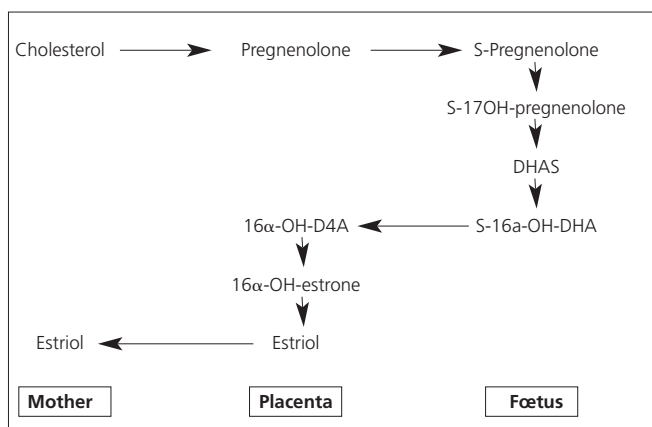 Cholesterol Pregnenolone S-Pregnenolone
S-17OH-pregnenolone
DHAS
16α-OH-D4A S-16a-OH-DHA
16α-OH-estrone
Estriol Estriol
Mother Placenta Fœtus